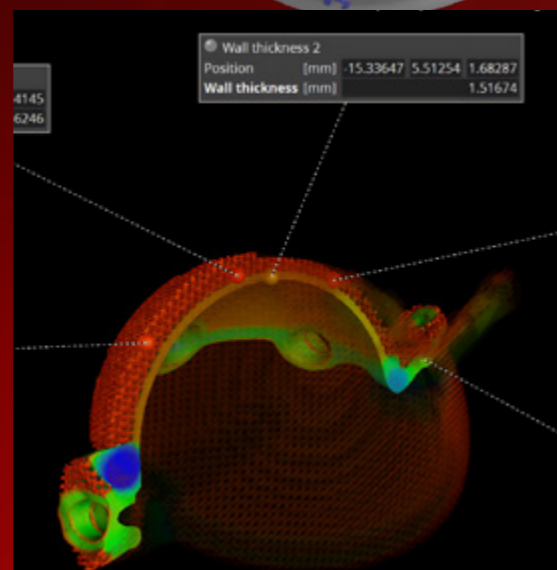 Wall thickness 2
Position [mm] -15.33647 5.51254 1.68287
Wall thickness [mm] 1.51674
4145
6246